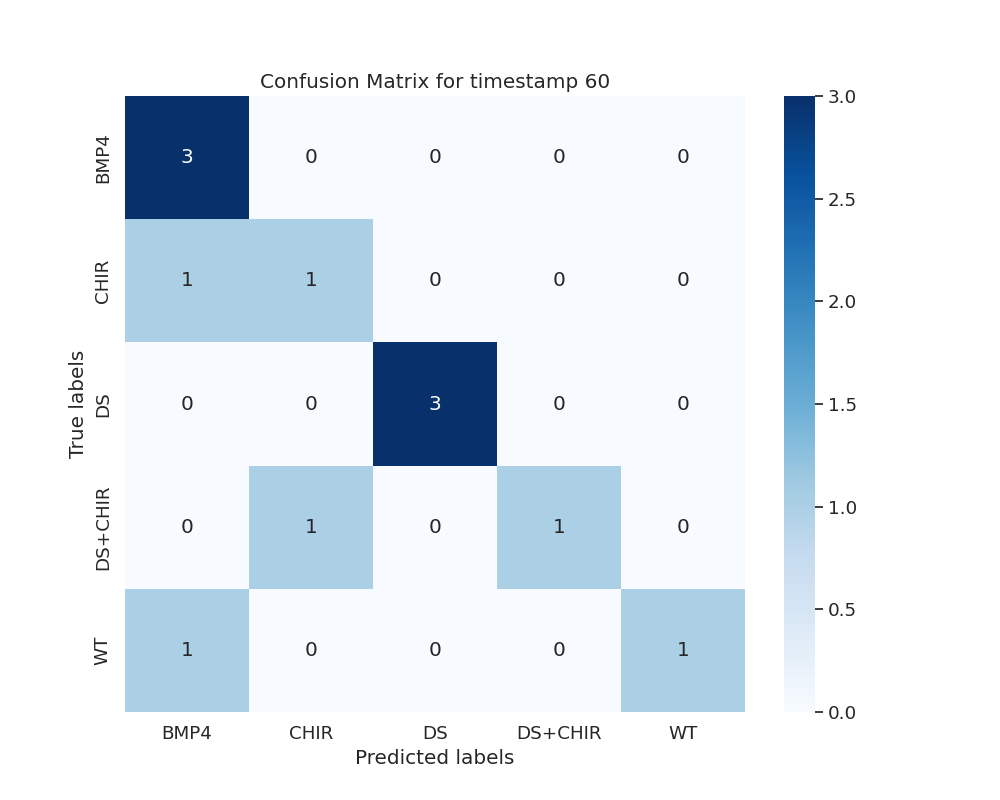 Confusion Matrix for timestamp 60
True labels
BMP4 3 0 0 0 0
CHIR 1 1 0 0 0
DS 0 0 3 0 0
DS+CHIR 0 1 0 1 0
WT 1 0 0 0 1
BMP4 CHIR DS DS+CHIR WT
Predicted labels
3.0
2.5
2.0
1.5
1.0
0.5
0.0